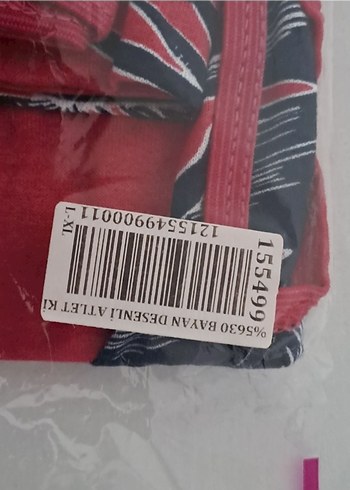 %5630 BAYAN DESENLİ ATLET Kİ
155499
1215549900011
L-XL